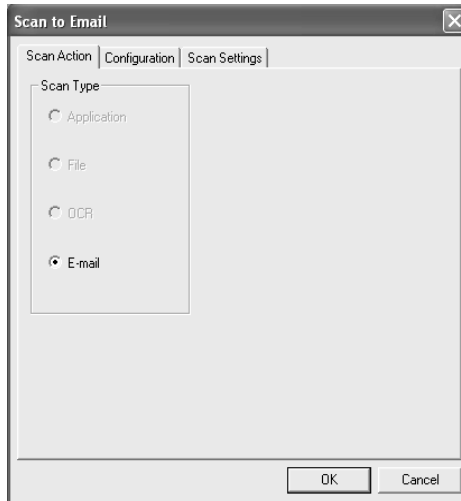 Scan to Email
Scan Action Configuration Scan Settings
Scan Type
Application
File
OCR
E-mail
OK Cancel